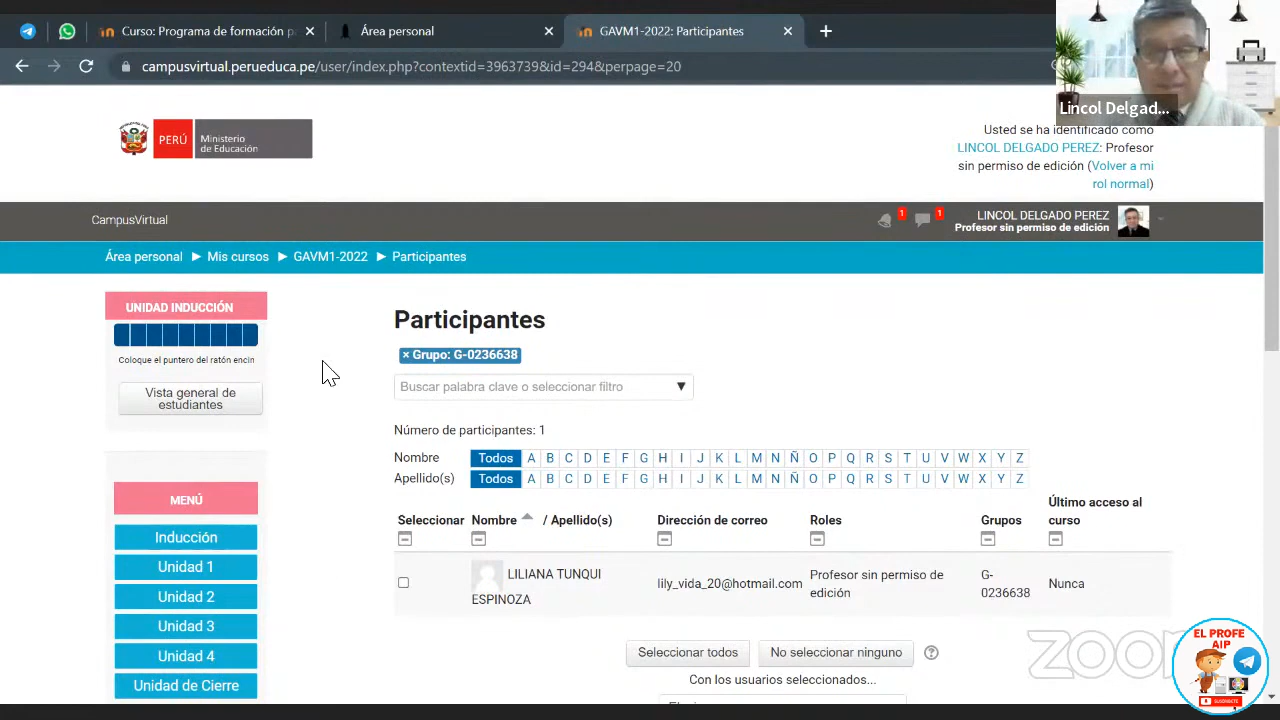 Curso: Programa de formación p
Área personal
GAVM1-2022: Participantes
campusvirtual.perueduca.pe/user/index.php?contextid=3963739&id=294&perpage=20
Lincol Delgad...
PERÚ
Ministerio
de Educación
Usted se ha identificado como
LINCOL DELGADO PEREZ: Profesor
sin permiso de edición (Volver a mi
rol normal)
CampusVirtual
1
1
LINCOL DELGADO PEREZ
Profesor sin permiso de edición
Área personal ► Mis cursos ► GAVM1-2022 ► Participantes
UNIDAD INDUCCIÓN
Coloque el puntero del ratón encin
Vista general de
estudiantes
MENÚ
Inducción
Unidad 1
Unidad 2
Unidad 3
Unidad 4
Unidad de Cierre
Participantes
× Grupo: G-0236638
Buscar palabra clave o seleccionar filtro ▼
Número de participantes: 1
Nombre Todos A B C D E F G H I J K L M N Ñ O P Q R S T U V W X Y Z
Apellido(s) Todos A B C D E F G H I J K L M N Ñ O P Q R S T U V W X Y Z
Seleccionar Nombre / Apellido(s) Dirección de correo Roles Grupos Último acceso al curso
LILIANA TUNQUI ESPINOZA lily_vida_20@hotmail.com Profesor sin permiso de edición G-0236638 Nunca
Seleccionar todos No seleccionar ninguno
Con los usuarios seleccionados...
zoom
EL PROFE
AIP
SUSCRÍBETE